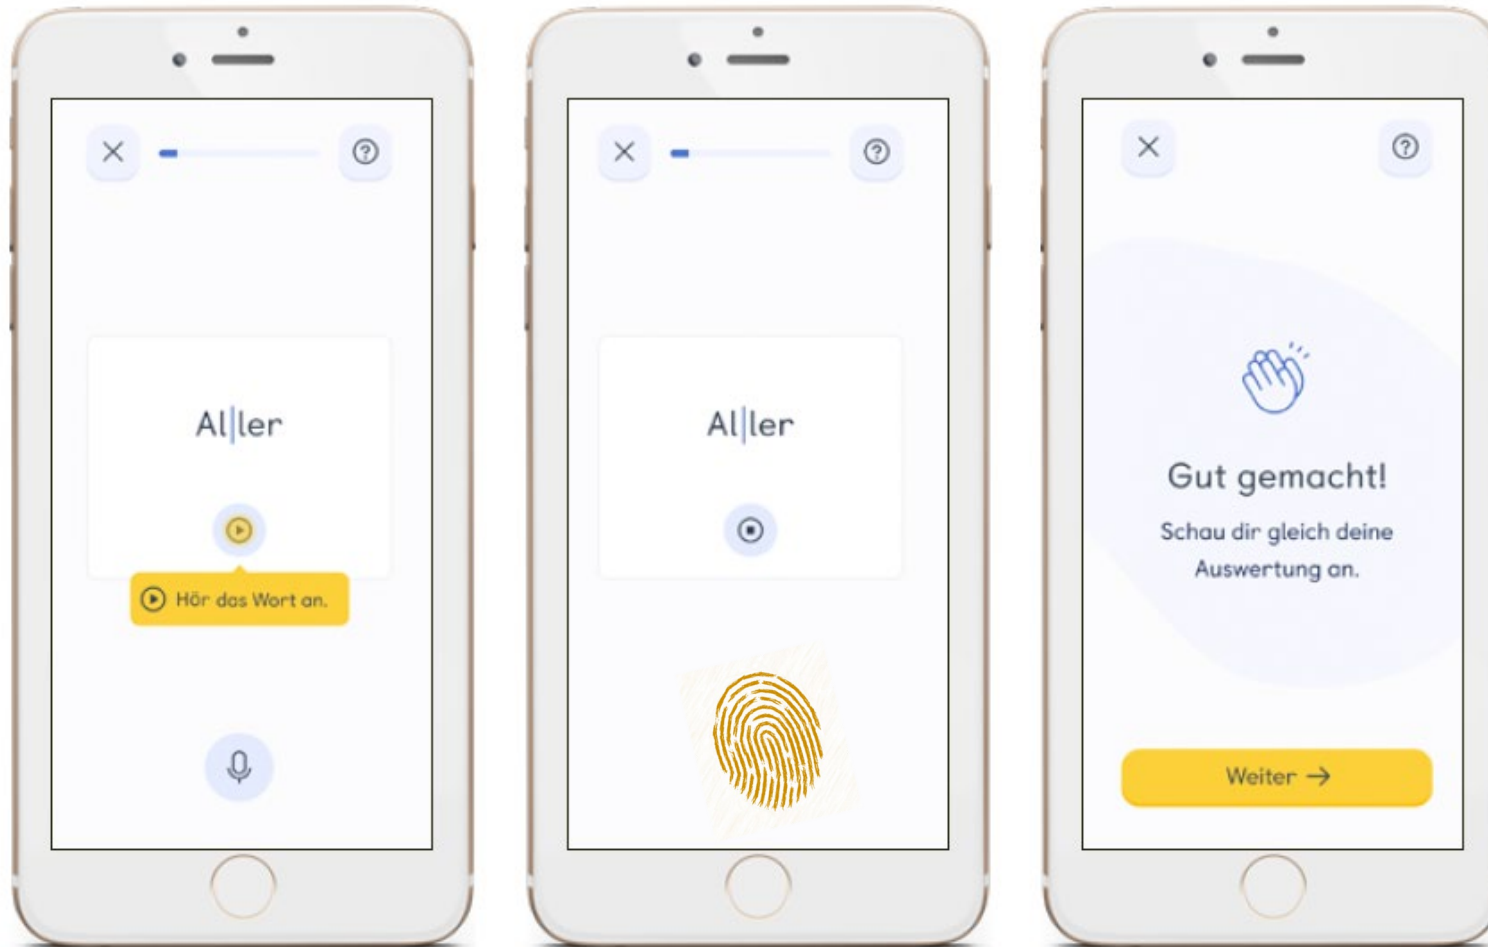 Al||ler
Hör das Wort an.
Al||ler
Gut gemacht!
Schau dir gleich deine
Auswertung an.
Weiter →